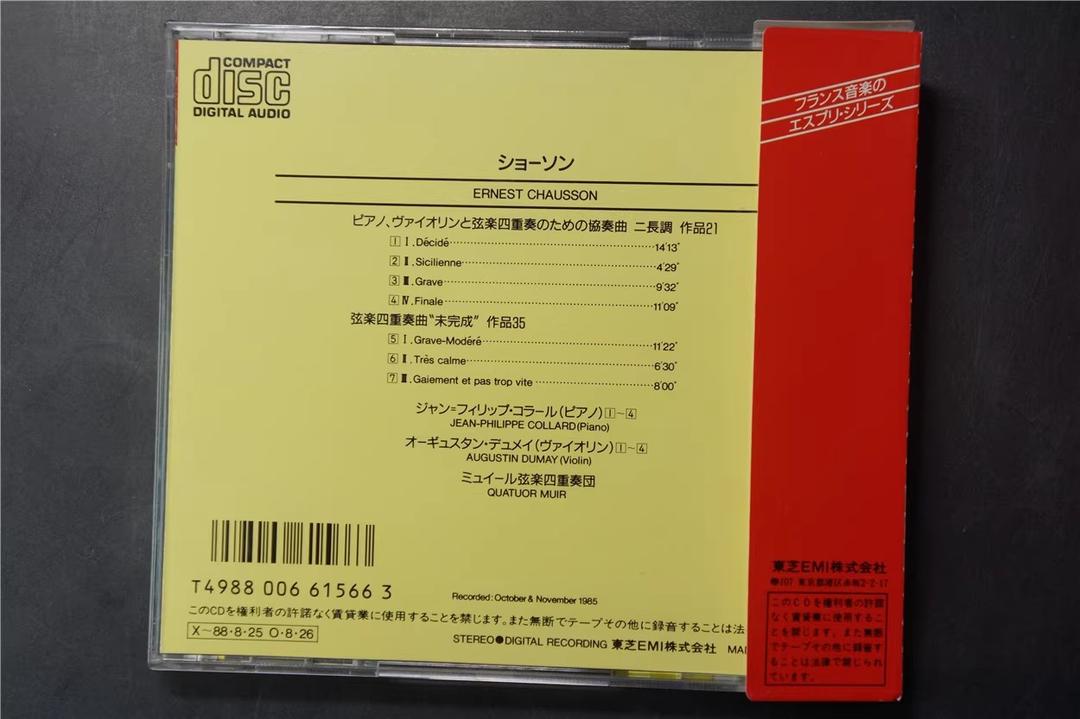 COMPACT
disc
DIGITAL AUDIO
ショーソン
ERNEST CHAUSSON
ピアノ、ヴァイオリンと弦楽四重奏のための協奏曲 ニ長調 作品21
1 Ⅰ.Décidé 14'13"
2 Ⅱ.Sicilienne 4'29"
3 Ⅲ.Grave 9'32"
4 Ⅳ.Finale 11'09"
弦楽四重奏曲“未完成” 作品35
5 Ⅰ.Grave-Modéré 11'22"
6 Ⅱ.Très calme 6'30"
7 Ⅲ.Gaiement et pas trop vite 8'00"
ジャン=フィリップ・コラール(ピアノ)1~4
JEAN-PHILIPPE COLLARD(Piano)
オーギュスタン・デュメイ(ヴァイオリン)1~4
AUGUSTIN DUMAY(Violin)
ミュイール弦楽四重奏団
QUATUOR MUIR
T4988 006 61566 3
Recorded: October & November 1985
このCDを権利者の許諾なく賃貸業に使用することを禁じます。また無断でテープその他に録音することは法
X~88・8・25 O・8・26
STEREO●DIGITAL RECORDING 東芝EMI株式会社 MAD
フランス音楽の
エスプリ・シリーズ
東芝EMI株式会社
●107 東京都港区赤坂2-2-17
このCDを権利者の許諾
なく賃貸業に使用するこ
とを禁じます。また無断
でテープその他に録音す
ることは法律で禁じられ
ています。